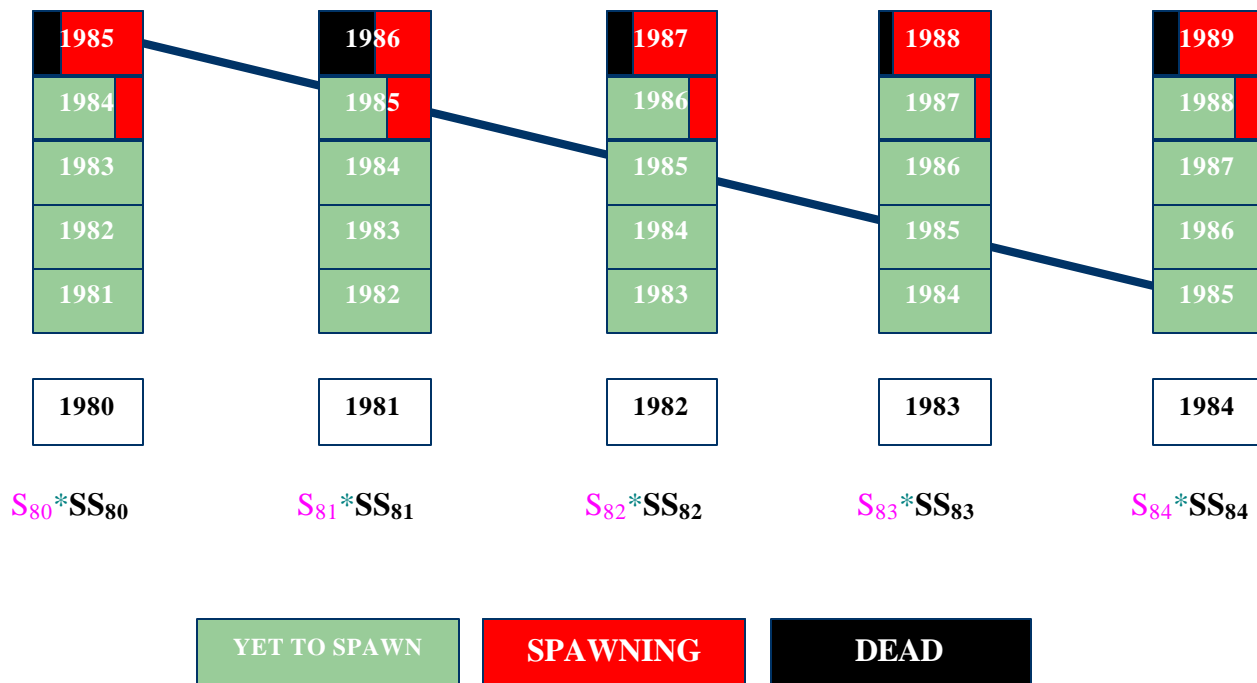 1985 1986 1987 1988 1989
1984 1985 1986 1987 1988
1983 1984 1985 1986 1987
1982 1983 1984 1985 1986
1981 1982 1983 1984 1985
1980 1981 1982 1983 1984
S80*SS80 S81*SS81 S82*SS82 S83*SS83 S84*SS84
YET TO SPAWN SPAWNING DEAD